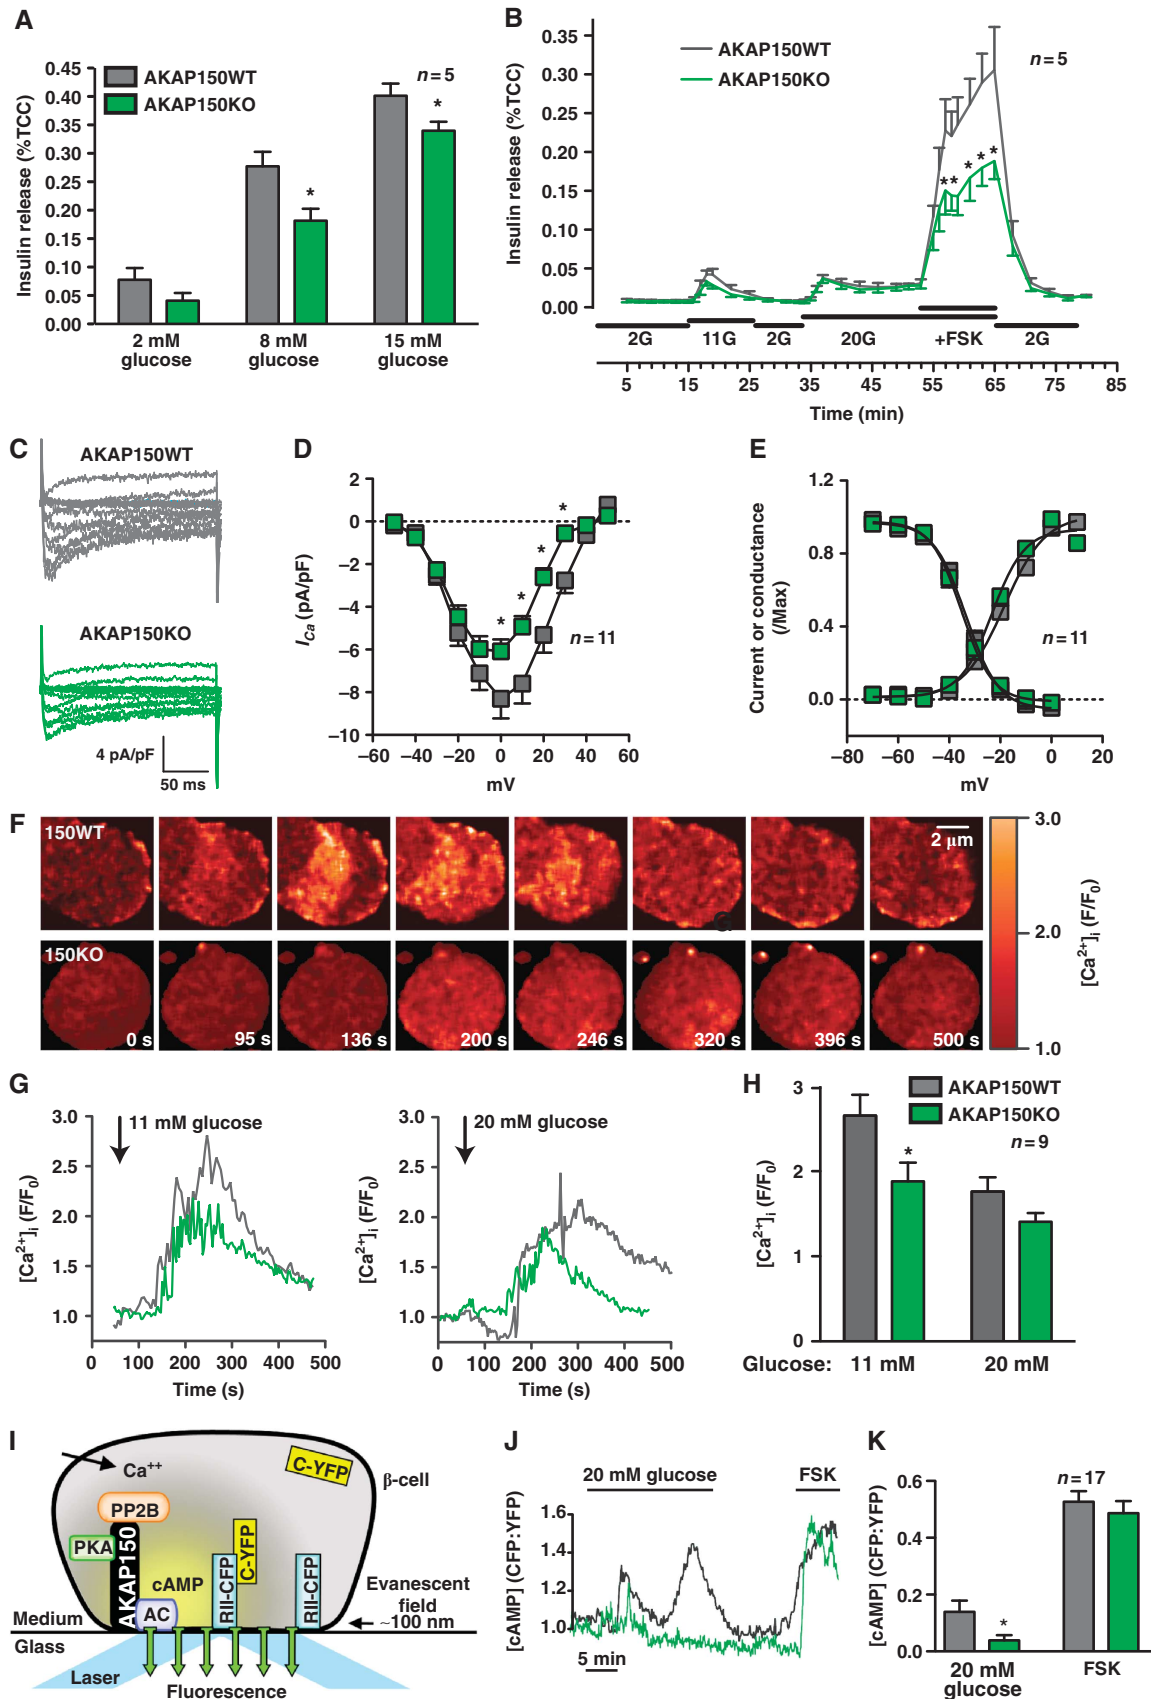 A
Insulin release (%TCC)
0.45
0.40
0.35
0.30
0.25
0.20
0.15
0.10
0.05
0.00
AKAP150WT
AKAP150KO
n = 5
*
*
2 mM glucose
8 mM glucose
15 mM glucose
B
Insulin release (%TCC)
0.35
0.30
0.25
0.20
0.15
0.10
0.05
0.00
AKAP150WT
AKAP150KO
n = 5
** * * *
2G 11G 2G 20G +FSK 2G
5 15 25 35 45 55 65 75 85
Time (min)
C
AKAP150WT
AKAP150KO
4 pA/pF
50 ms
D
ICa (pA/pF)
2
0
−2
−4
−6
−8
−10
* * * *
n = 11
−60 −40 −20 0 20 40 60
mV
E
Current or conductance (/Max)
1.2
0.8
0.4
0.0
n = 11
−80 −60 −40 −20 0 20
mV
F
150WT
2 µm
G
150KO
0 s 95 s 136 s 200 s 246 s 320 s 396 s 500 s
3.0
2.0
1.0
[Ca2+]i (F/F0)
G
[Ca2+]i (F/F0)
3.0
2.5
2.0
1.5
1.0
11 mM glucose
0 100 200 300 400 500
Time (s)
[Ca2+]i (F/F0)
3.0
2.5
2.0
1.5
1.0
20 mM glucose
0 100 200 300 400 500
Time (s)
H
[Ca2+]i (F/F0)
3
2
1
0
AKAP150WT
AKAP150KO
n = 9
*
Glucose: 11 mM 20 mM
I
Ca++
C-YFP
β-cell
PP2B
PKA
AKAP150
cAMP
AC
RII-CFP
C-YFP
RII-CFP
Evanescent field
~100 nm
Medium
Glass
Laser
Fluorescence
J
[cAMP] (CFP:YFP)
20 mM glucose
FSK
1.6
1.4
1.2
1.0
5 min
K
[cAMP] (CFP:YFP)
0.6
0.4
0.2
0.0
n = 17
*
20 mM glucose
FSK